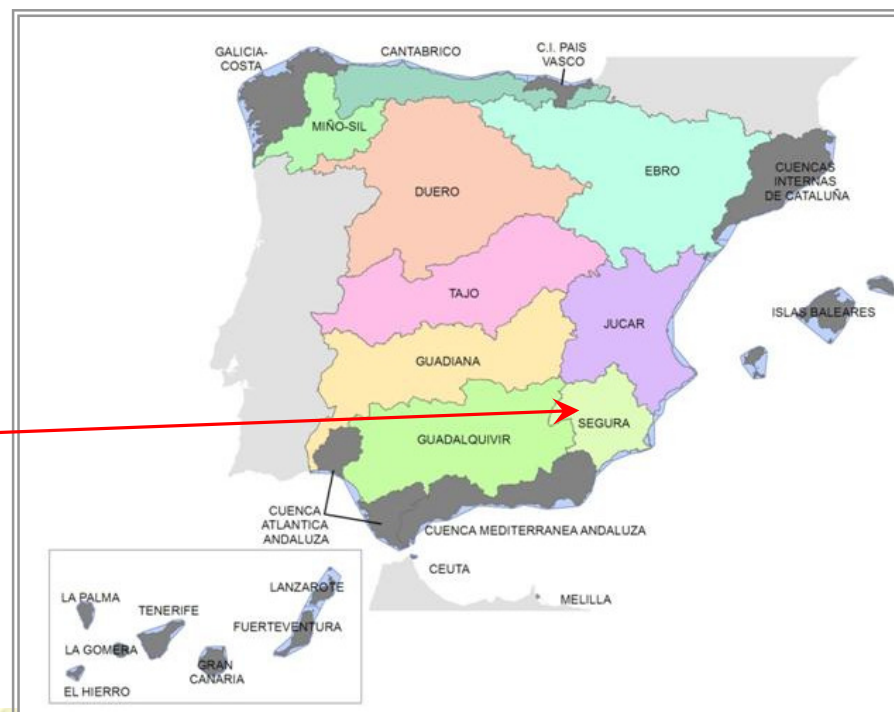 GALICIA-
COSTA
CANTABRICO
C.I. PAIS
VASCO
MIÑO-SIL
DUERO
EBRO
CUENCAS
INTERNAS
DE CATALUÑA
TAJO
JUCAR
ISLAS BALEARES
GUADIANA
SEGURA
GUADALQUIVIR
CUENCA
ATLANTICA
ANDALUZA
CUENCA MEDITERRANEA ANDALUZA
CEUTA
MELILLA
LA PALMA
TENERIFE
LANZAROTE
FUERTEVENTURA
LA GOMERA
GRAN
CANARIA
EL HIERRO